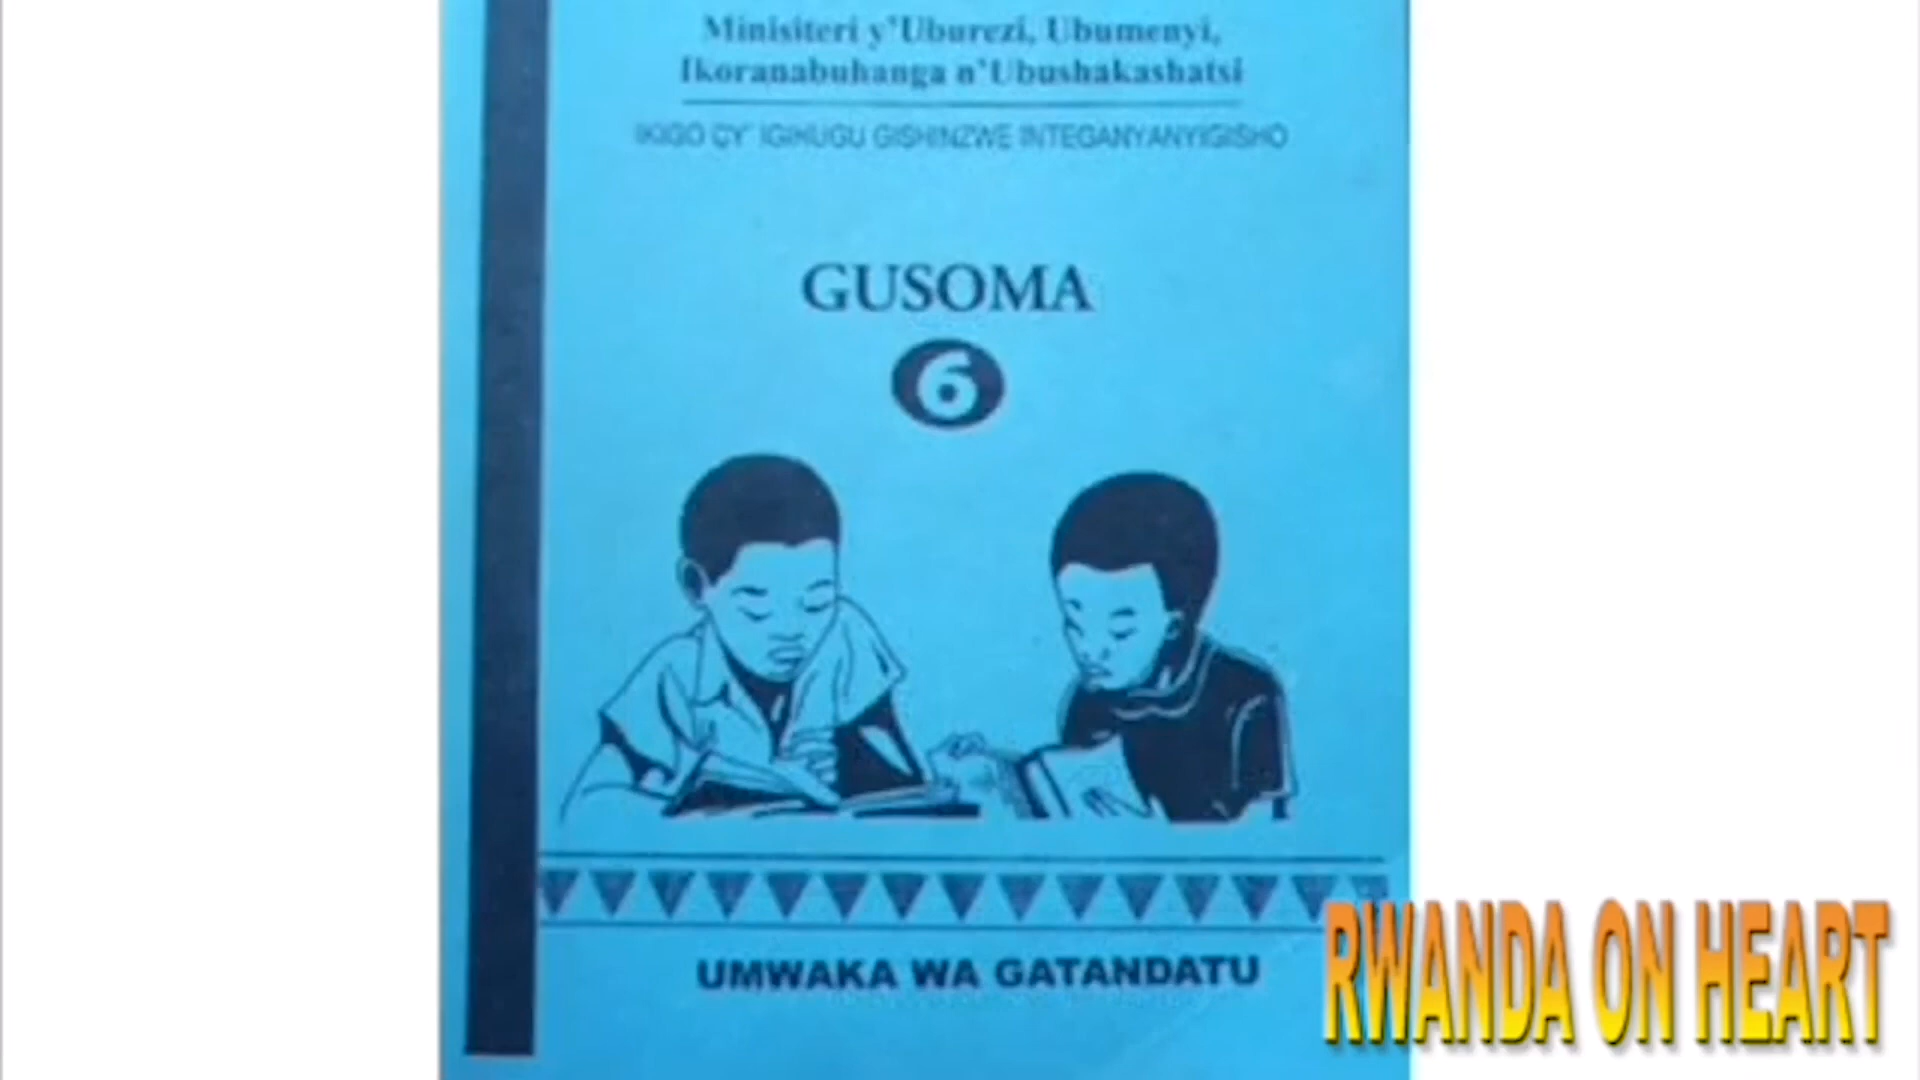 Minisiteri y'Uburezi, Ubumenyi,
Ikoranabuhanga n'Ubushakashatsi
IKIGO CY' IGIHUGU GISHINZWE INTEGANYANYIGISHO
GUSOMA
6
UMWAKA WA GATANDATU
RWANDA ON HEART